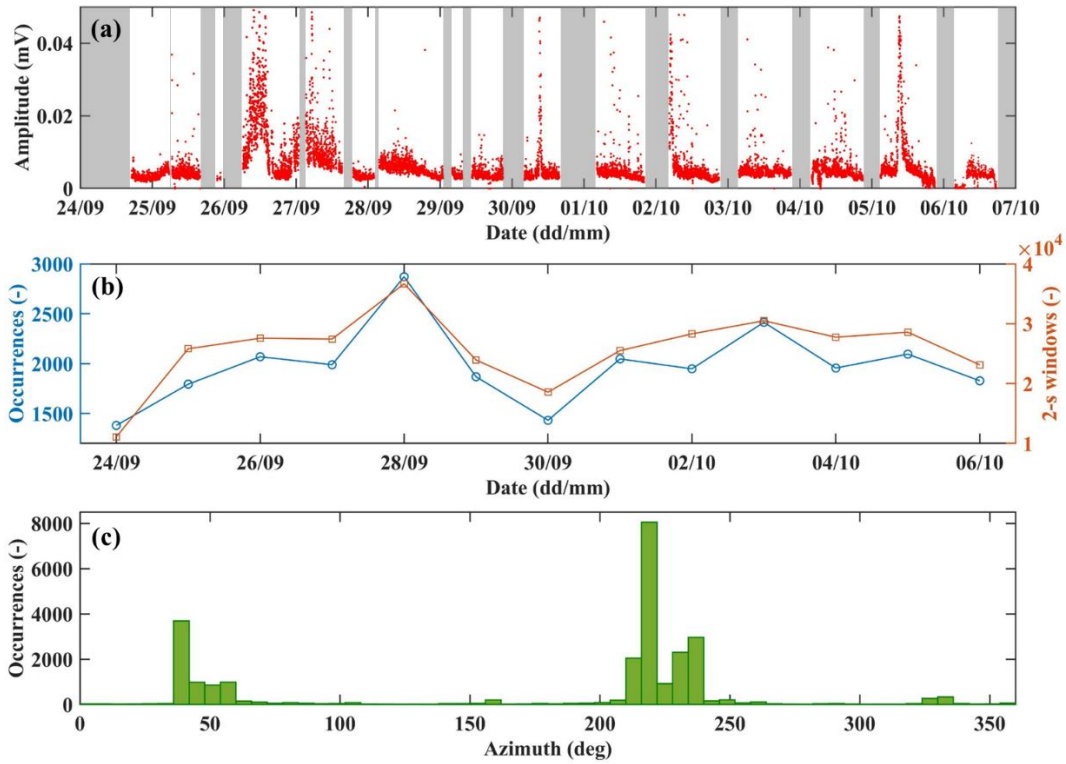 (a)
Amplitude (mV)
0.04
0.02
0
24/09 25/09 26/09 27/09 28/09 29/09 30/09 01/10 02/10 03/10 04/10 05/10 06/10 07/10
Date (dd/mm)
×10⁴
(b)
Occurrences (-)
3000
2500
2000
1500
2-s windows (-)
4
3
2
1
24/09 26/09 28/09 30/09 02/10 04/10 06/10
Date (dd/mm)
(c)
Occurrences (-)
8000
6000
4000
2000
0
0 50 100 150 200 250 300 350
Azimuth (deg)